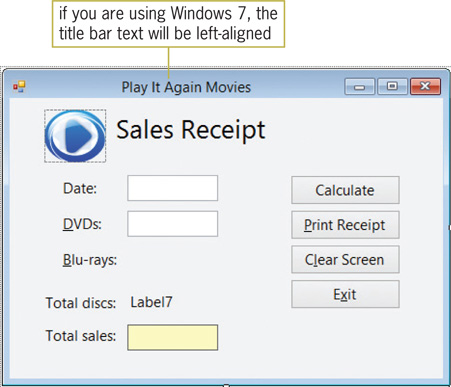 if you are using Windows 7, the
title bar text will be left-aligned
Play It Again Movies
Sales Receipt
Date:
Calculate
DVDs:
Print Receipt
Blu-rays:
Clear Screen
Total discs: Label7
Exit
Total sales: